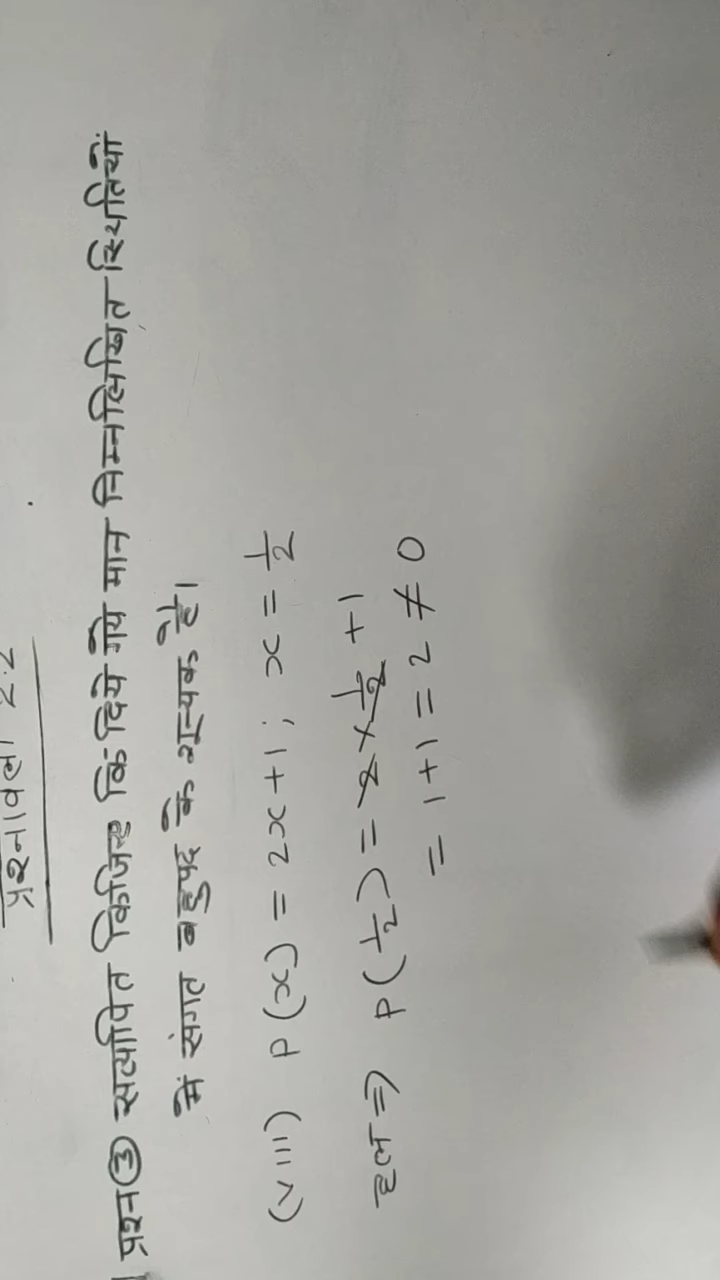 प्रश्नावली 2.2
प्रश्न③ सत्यापित किजिए कि दिये गये मान निम्नलिखित स्थितियों
में संगत बहुपद के शून्यक है।
(VIII) P(x) = 2x+1; x = 1/2
हल ⇒ P(1/2) = 2 × 1/2 + 1
= 1+1 = 2 ≠ 0